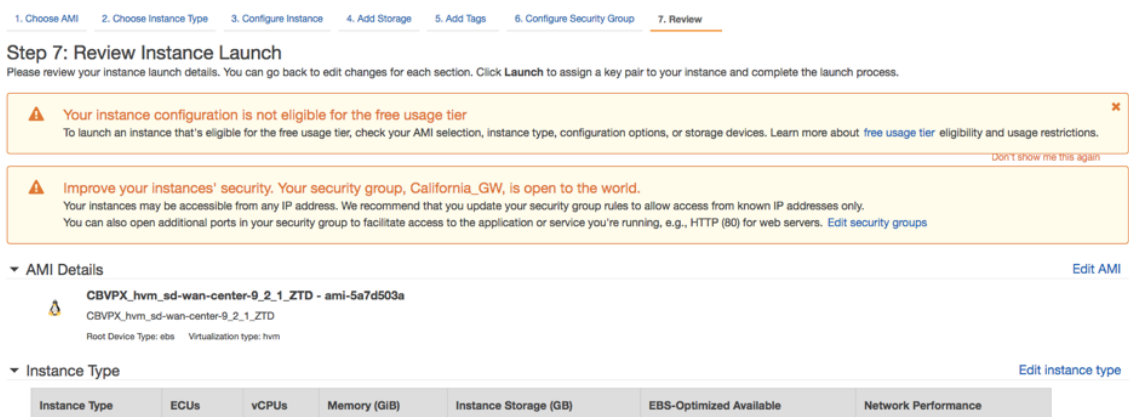 1. Choose AMI 2. Choose Instance Type 3. Configure Instance 4. Add Storage 5. Add Tags 6. Configure Security Group 7. Review
Step 7: Review Instance Launch
Please review your instance launch details. You can go back to edit changes for each section. Click Launch to assign a key pair to your instance and complete the launch process.
Your instance configuration is not eligible for the free usage tier
To launch an instance that's eligible for the free usage tier, check your AMI selection, instance type, configuration options, or storage devices. Learn more about free usage tier eligibility and usage restrictions.
Don't show me this again
Improve your instances' security. Your security group, California_GW, is open to the world.
Your instances may be accessible from any IP address. We recommend that you update your security group rules to allow access from known IP addresses only.
You can also open additional ports in your security group to facilitate access to the application or service you're running, e.g., HTTP (80) for web servers. Edit security groups
AMI Details Edit AMI
CBVPX_hvm_sd-wan-center-9_2_1_ZTD - ami-5a7d503a
CBVPX_hvm_sd-wan-center-9_2_1_ZTD
Root Device Type: ebs Virtualization type: hvm
Instance Type Edit instance type
Instance Type ECUs vCPUs Memory (GiB) Instance Storage (GB) EBS-Optimized Available Network Performance